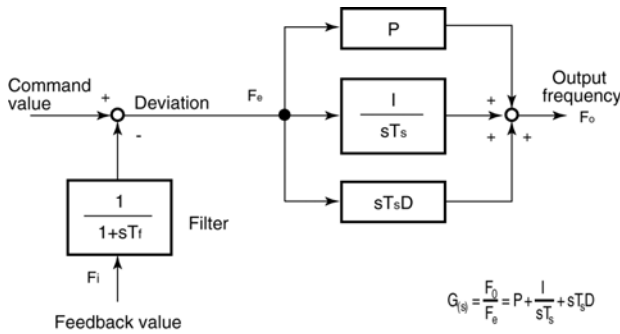 P
Command
value
+
Deviation
Fe
I
sTs
+
+
+
Output
frequency
Fo
-
sTsD
1
1+sTf
Filter
Fi
Feedback value
G(s) = F0/Fe = P + I/sTs + sTsD